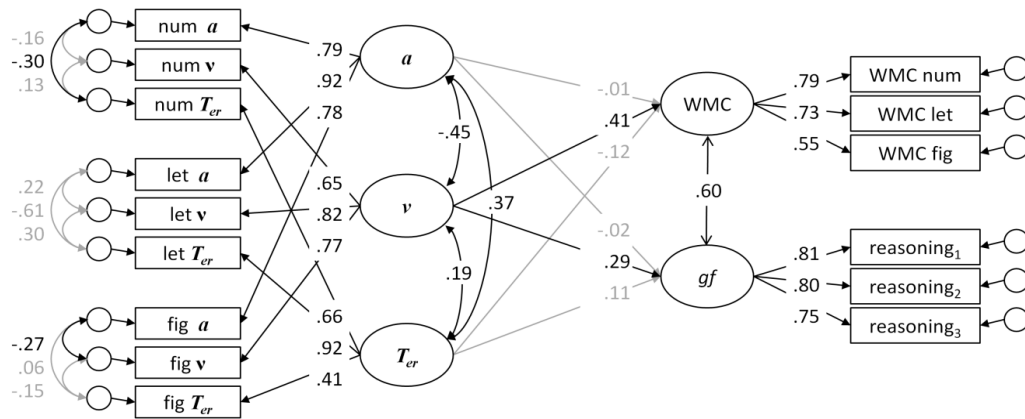 -.16
-.30
.13
num a
num v
num Ter
.22
-.61
.30
let a
let v
let Ter
-.27
.06
-.15
fig a
fig v
fig Ter
.79
.92
.78
.65
.82
.77
.66
.92
.41
a
v
Ter
-.45
.37
.19
-.01
.41
-.12
-.02
.29
.11
WMC
gf
.60
.79
.73
.55
WMC num
WMC let
WMC fig
.81
.80
.75
reasoning1
reasoning2
reasoning3